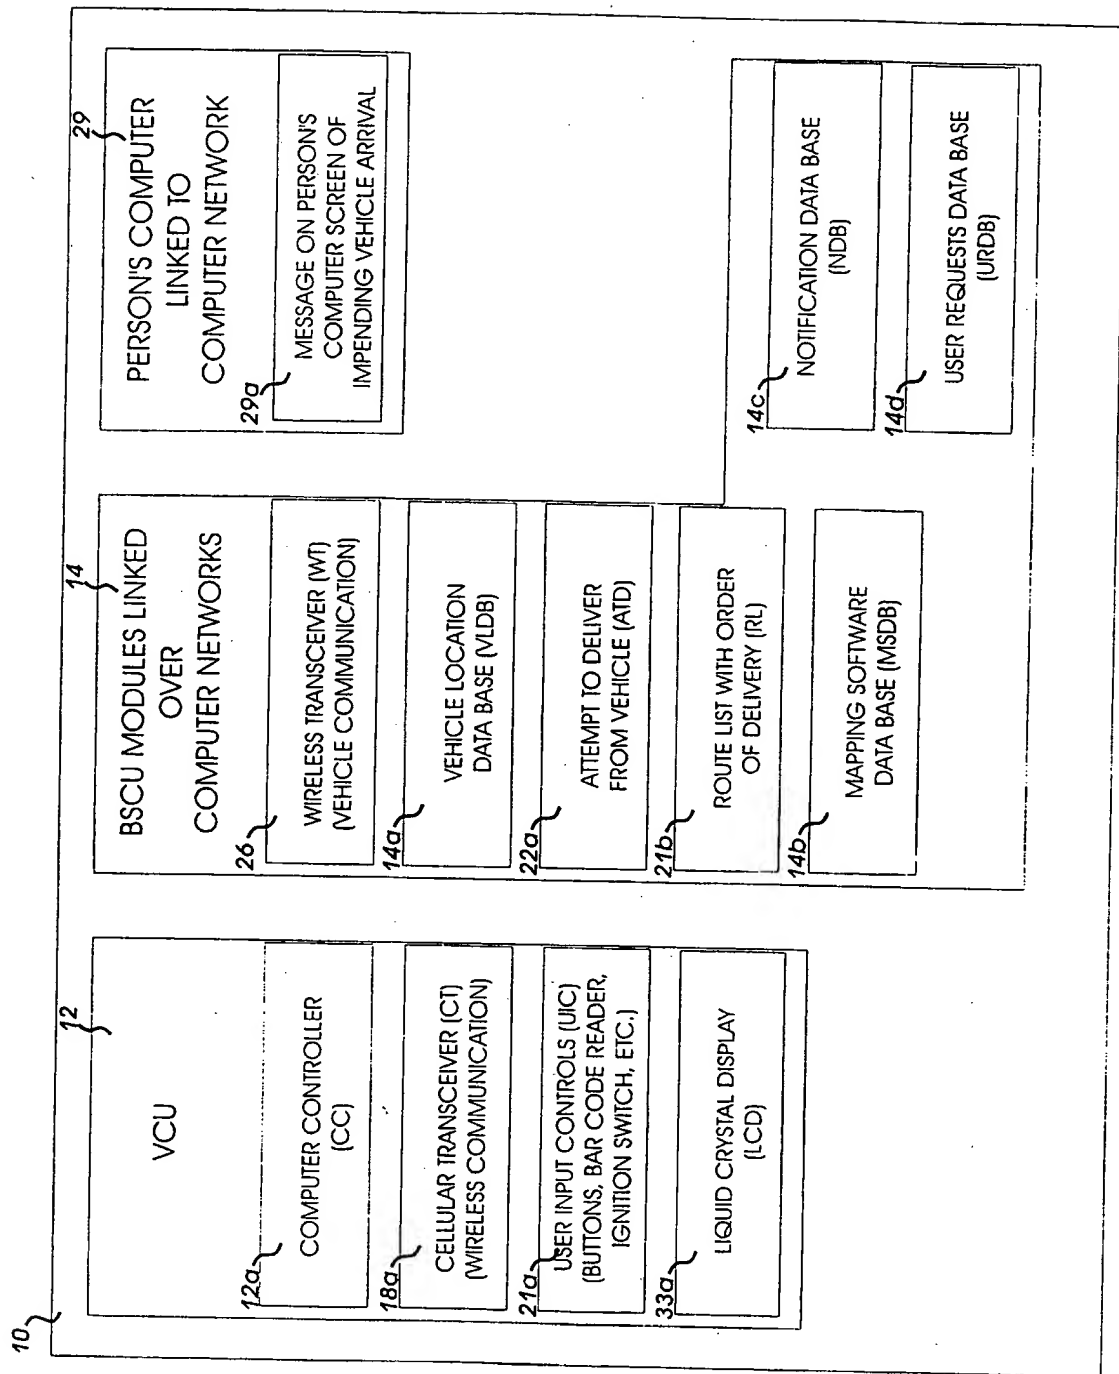 10
12
VCU
12a
COMPUTER CONTROLLER
(CC)
18a
CELLULAR TRANSCEIVER (CT)
(WIRELESS COMMUNICATION)
21a
USER INPUT CONTROLS (UIC)
(BUTTONS, BAR CODE READER,
IGNITION SWITCH, ETC.)
33a
LIQUID CRYSTAL DISPLAY
(LCD)
14
BSCU MODULES LINKED
OVER
COMPUTER NETWORKS
26
WIRELESS TRANSCEIVER (WT)
(VEHICLE COMMUNICATION)
14a
VEHICLE LOCATION
DATA BASE (VLDB)
22a
ATTEMPT TO DELIVER
FROM VEHICLE (ATD)
21b
ROUTE LIST WITH ORDER
OF DELIVERY (RL)
14b
MAPPING SOFTWARE
DATA BASE (MSDB)
14c
NOTIFICATION DATA BASE
(NDB)
14d
USER REQUESTS DATA BASE
(URDB)
29
PERSON'S COMPUTER
LINKED TO
COMPUTER NETWORK
29a
MESSAGE ON PERSON'S
COMPUTER SCREEN OF
IMPENDING VEHICLE ARRIVAL